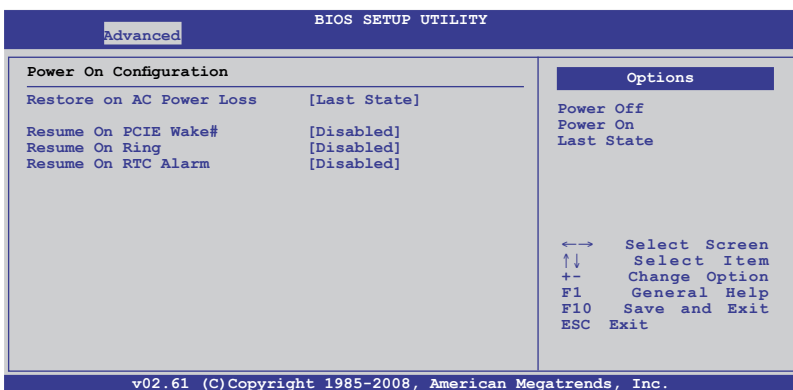 BIOS SETUP UTILITY
Advanced
Power On Configuration
Restore on AC Power Loss [Last State]
Resume On PCIE Wake# [Disabled]
Resume On Ring [Disabled]
Resume On RTC Alarm [Disabled]
Options
Power Off
Power On
Last State
←→ Select Screen
↑↓ Select Item
+- Change Option
F1 General Help
F10 Save and Exit
ESC Exit
v02.61 (C)Copyright 1985-2008, American Megatrends, Inc.